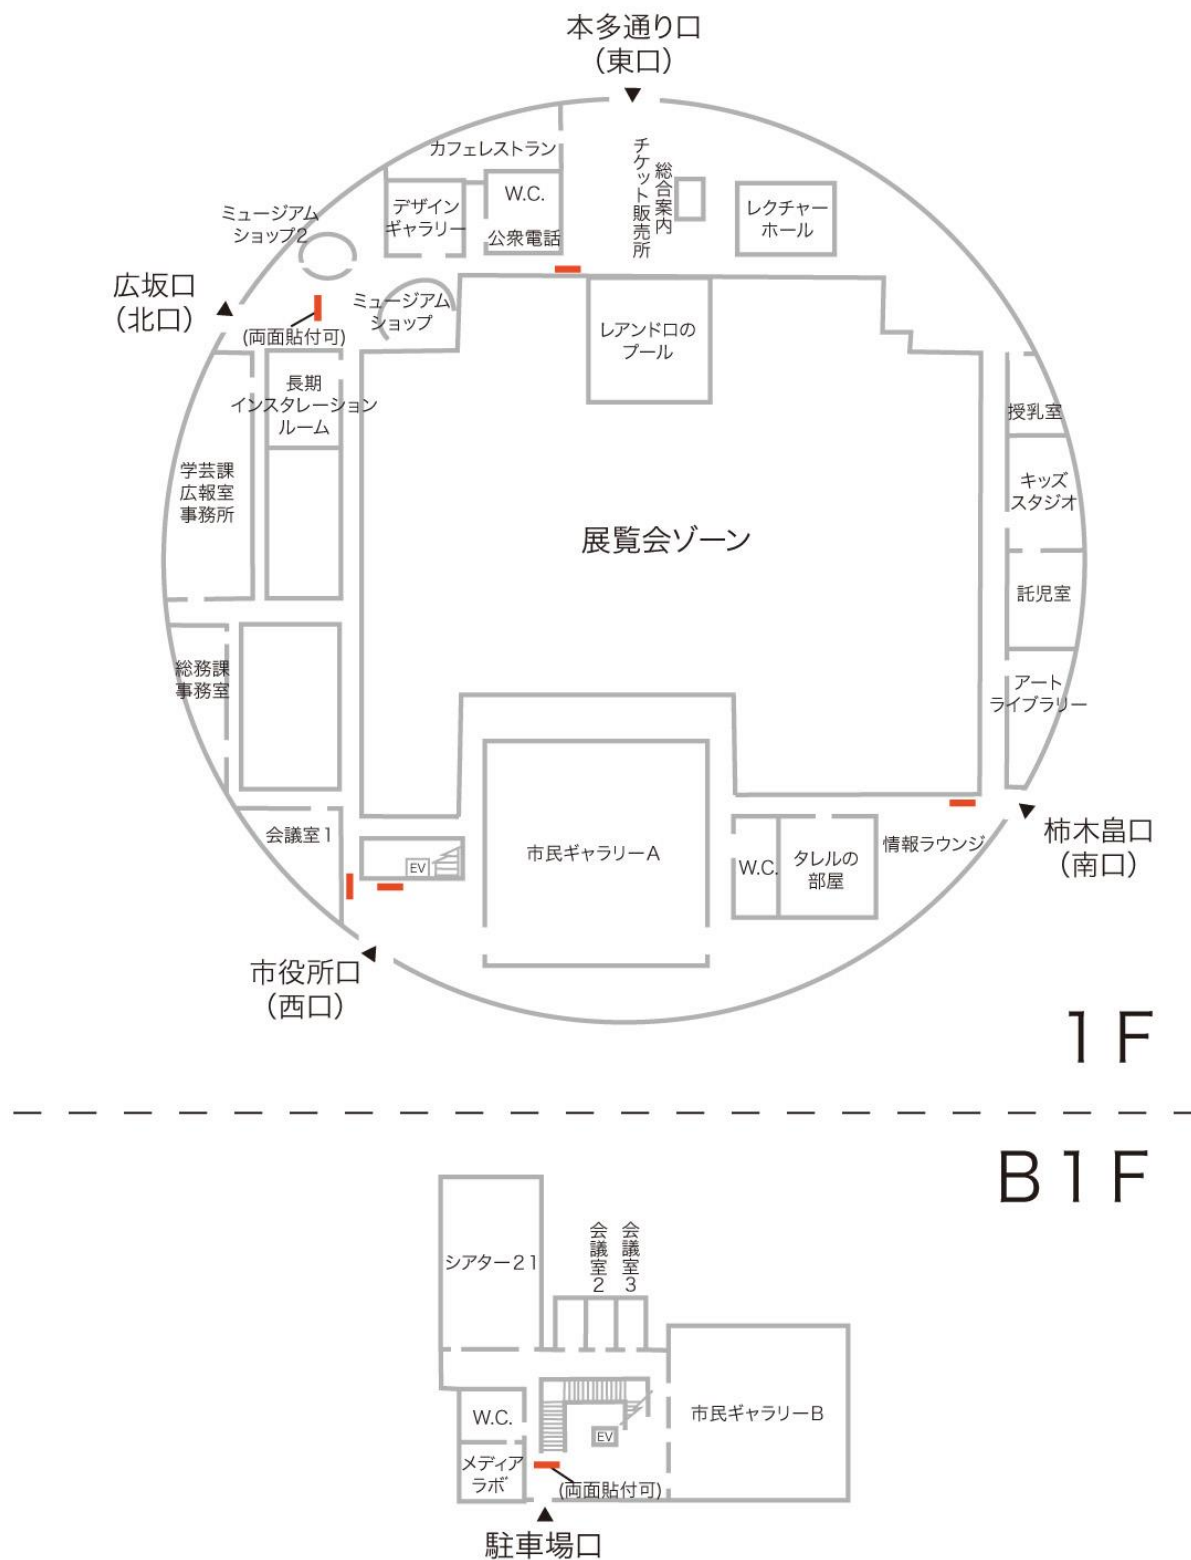 本多通り口
（東口）
カフェレストラン
チケット販売所
総合案内
W.C.
公衆電話
デザイン
ギャラリー
レクチャー
ホール
ミュージアム
ショップ2
広坂口
（北口）
(両面貼付可)
ミュージアム
ショップ
レアンドロの
プール
長期
インスタレーション
ルーム
授乳室
学芸課
広報室
事務所
キッズ
スタジオ
展覧会ゾーン
託児室
総務課
事務室
アート
ライブラリー
会議室1
EV
市民ギャラリーA
W.C.
タレルの
部屋
情報ラウンジ
柿木畠口
（南口）
市役所口
（西口）
1F
B1F
シアター21
会議室2
会議室3
W.C.
EV
市民ギャラリーB
メディア
ラボ
(両面貼付可)
駐車場口